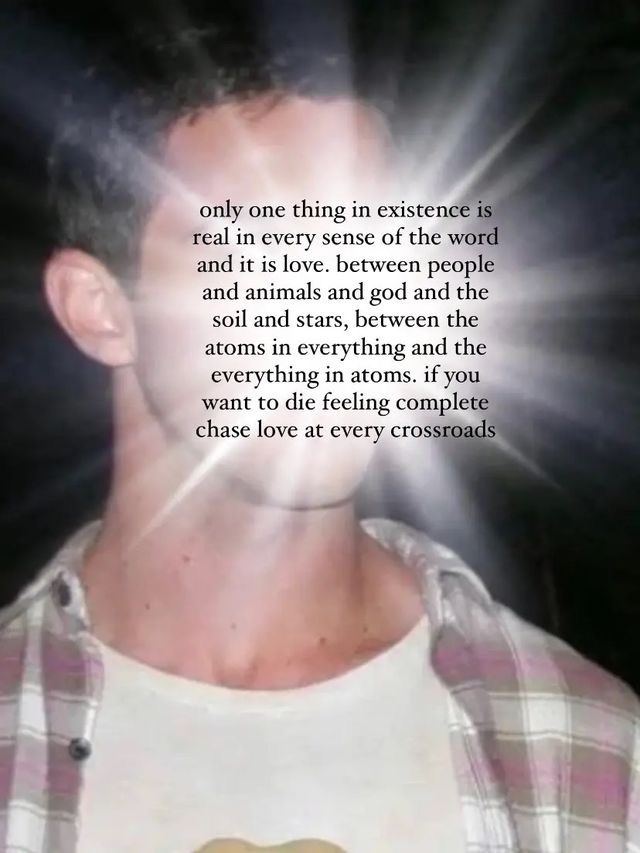 only one thing in existence is
real in every sense of the word
and it is love. between people
and animals and god and the
soil and stars, between the
atoms in everything and the
everything in atoms. if you
want to die feeling complete
chase love at every crossroads